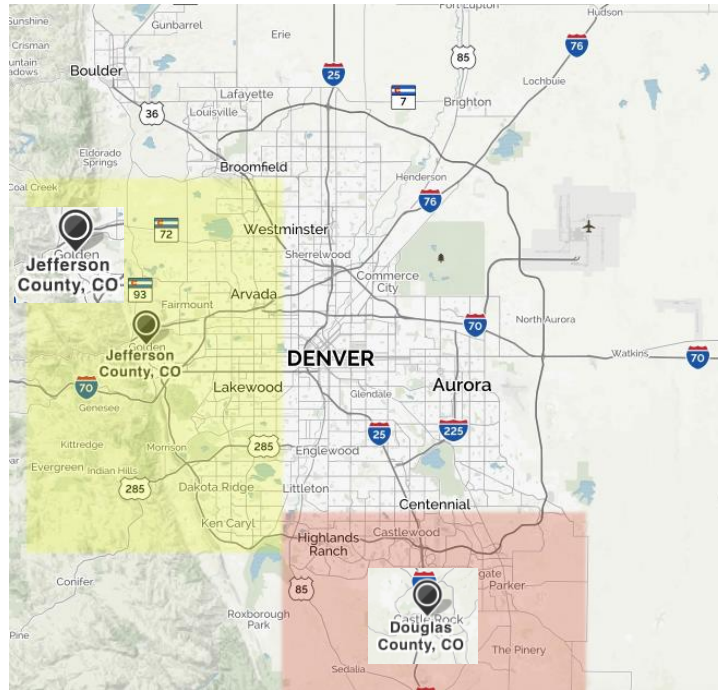 Fort Lupton
Hudson
Sunshine
Gunbarrel
Erie
Crisman
85
76
Boulder
25
Lochbuie
Lafayette
7
Brighton
36
Louisville
Eldorado
Springs
Broomfield
Henderson
Coal Creek
76
Golden
Jefferson
County, CO
72
Westminster
Sherrelwood
Commerce
City
93
Arvada
Fairmount
70
North Aurora
Golden
Jefferson
County, CO
DENVER
Watkins
70
70
Lakewood
Aurora
Genesee
Glendale
25
225
Kittredge
Morrison
285
Englewood
Evergreen
Indian Hills
285
Dakota Ridge
Littleton
Centennial
Ken Caryl
Highlands
Ranch
Castlewood
Conifer
85
gate
Parker
Roxborough
Park
Castle Rock
Douglas
County, CO
Pine
The Pinery
Sedalia